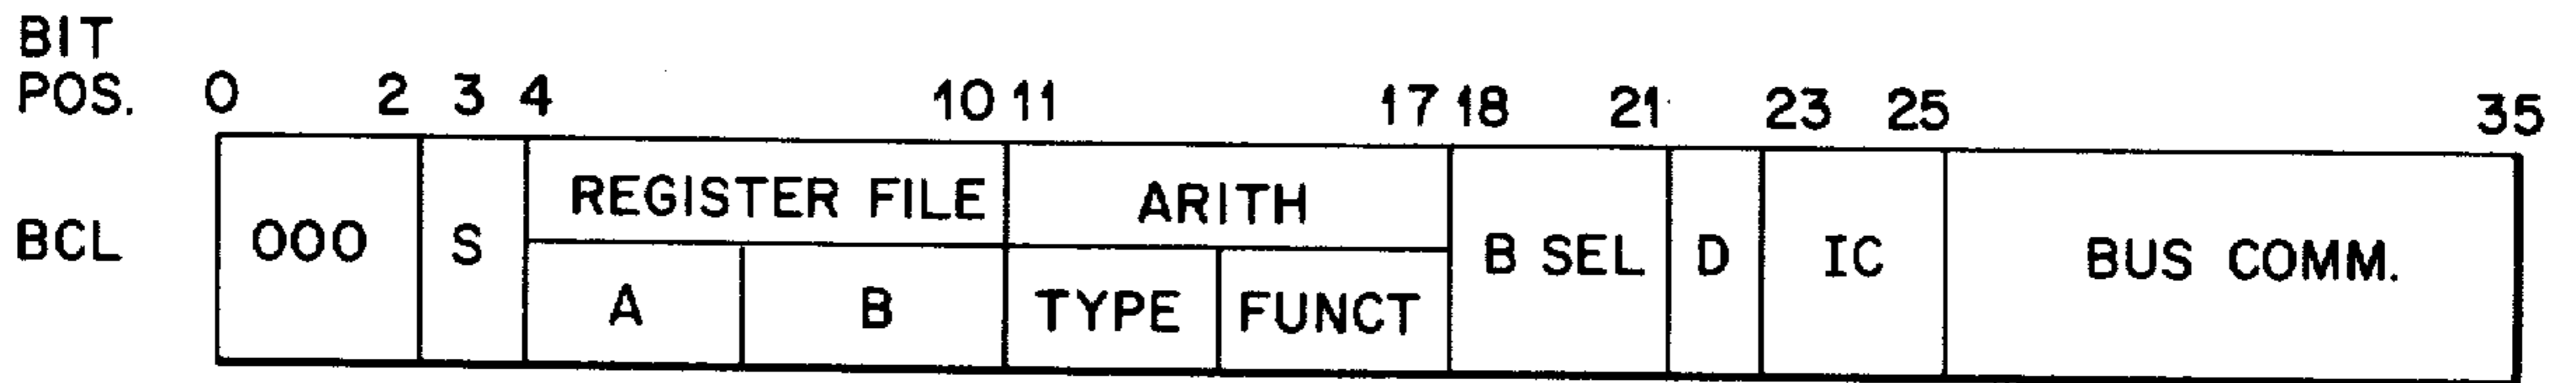 BIT
POS. 0 2 3 4 10 11 17 18 21 23 25 35
REGISTER FILE ARITH
BCL 000 S B SEL D IC BUS COMM.
A B TYPE FUNCT